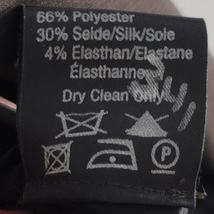 66% Polyester
30% Seide/Silk/Soie
4% Elasthan/Elastane
Élasthanne
Dry Clean Only
P